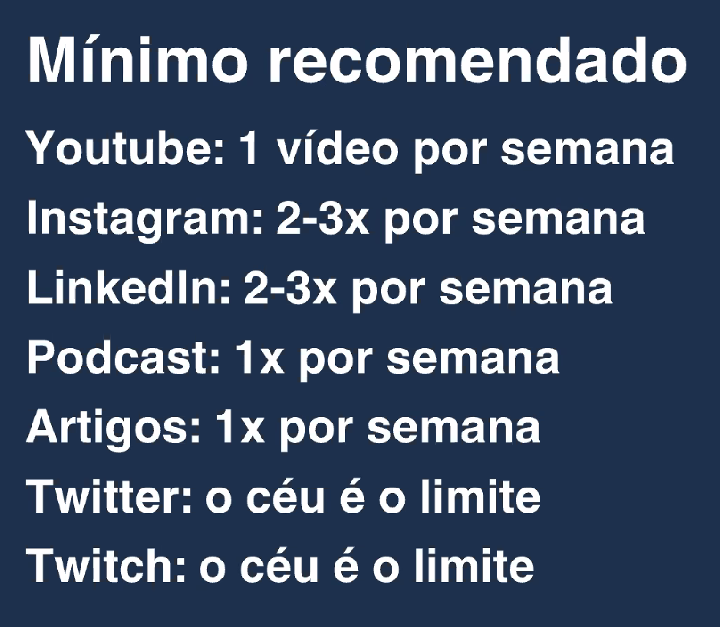 Mínimo recomendado
Youtube: 1 vídeo por semana
Instagram: 2-3x por semana
LinkedIn: 2-3x por semana
Podcast: 1x por semana
Artigos: 1x por semana
Twitter: o céu é o limite
Twitch: o céu é o limite